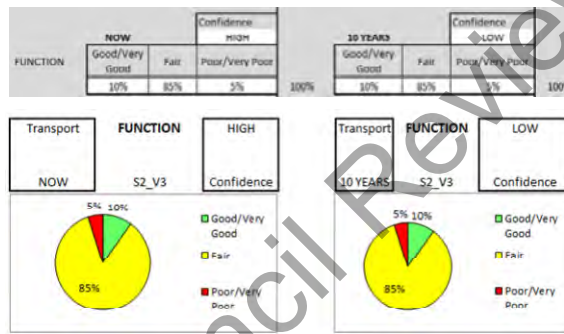 Confidence Confidence
NOW HIGH 10 YEARS LOW
FUNCTION Good/Very Good Fair Poor/Very Poor Good/Very Good Fair Poor/Very Poor
10% 85% 5% 100% 10% 85% 5% 100
Transport FUNCTION HIGH Transport FUNCTION LOW
NOW S2_V3 Confidence 10 YEARS S2_V3 Confidence
5% 10% 5% 10%
Good/Very Good/Very
Good Good
Fair Fair
85% 85%
Poor/Very Poor/Very
Poor Poor
cil Review